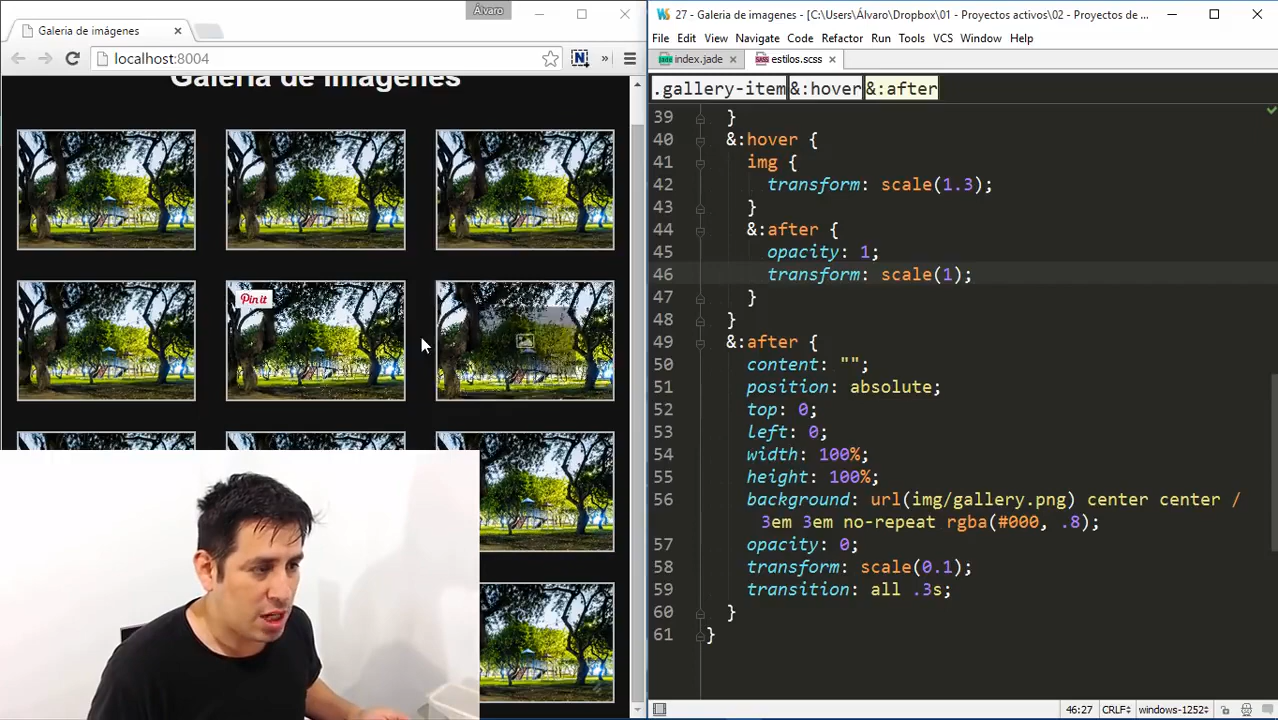 Álvaro
Galeria de imágenes
localhost:8004
Galeria de imágenes
Pin it
27 - Galeria de imagenes - [C:\Users\Álvaro\Dropbox\01 - Proyectos activos\02 - Proyectos de ...
File Edit View Navigate Code Refactor Run Tools VCS Window Help
index.jade estilos.scss
.gallery-item &:hover &:after
39 }
40 &:hover {
41 img {
42 transform: scale(1.3);
43 }
44 &:after {
45 opacity: 1;
46 transform: scale(1);
47 }
48 }
49 &:after {
50 content: "";
51 position: absolute;
52 top: 0;
53 left: 0;
54 width: 100%;
55 height: 100%;
56 background: url(img/gallery.png) center center /
3em 3em no-repeat rgba(#000, .8);
57 opacity: 0;
58 transform: scale(0.1);
59 transition: all .3s;
60 }
61 }
46:27 CRLF÷ windows-1252÷